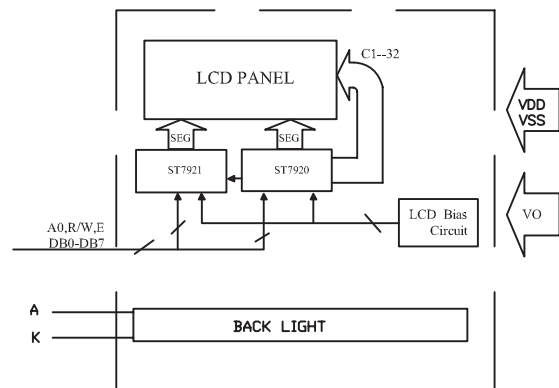 C1--32
LCD PANEL
VDD
VSS
SEG
SEG
ST7921
ST7920
A0,R/W,E
DB0-DB7
LCD Bias
Circuit
VO
A
K
BACK LIGHT